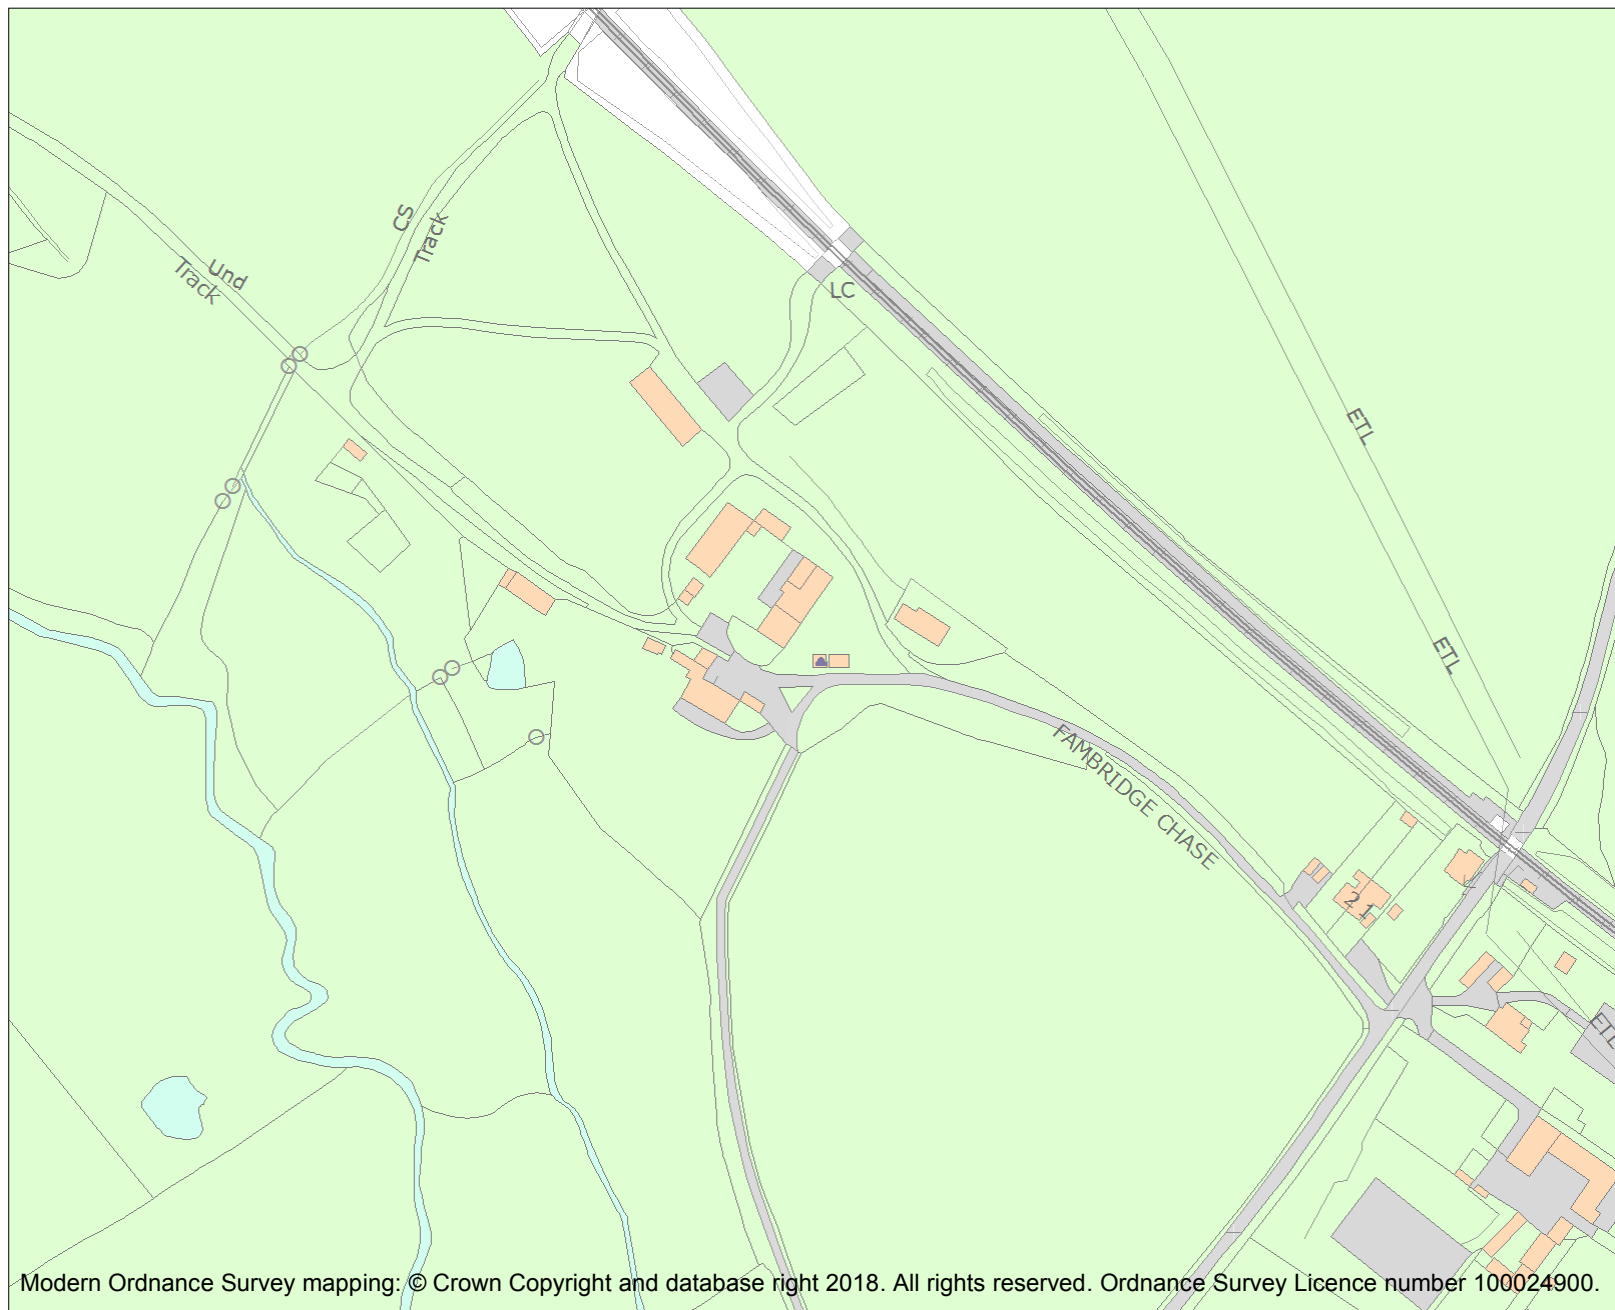 CS
Track
Und
Track
LC
ETL
ETL
FAMBRIDGE CHASE
2
1
ETL
Modern Ordnance Survey mapping: © Crown Copyright and database right 2018. All rights reserved. Ordnance Survey Licence number 100024900.